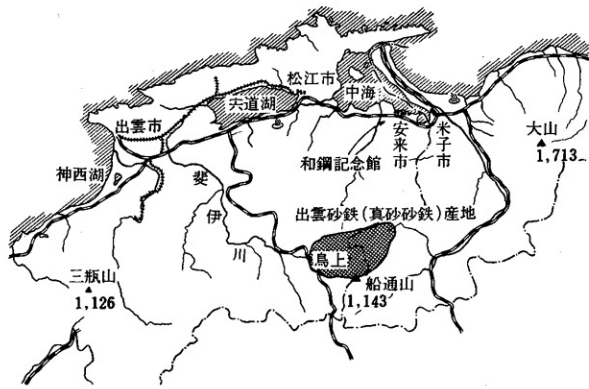 松江市
中海
宍道湖
出雲市
安来市
米子市
大山
1,713
神西湖
和鋼記念館
斐伊川
出雲砂鉄(真砂砂鉄)産地
鳥上
船通山
1,143
三瓶山
1,126